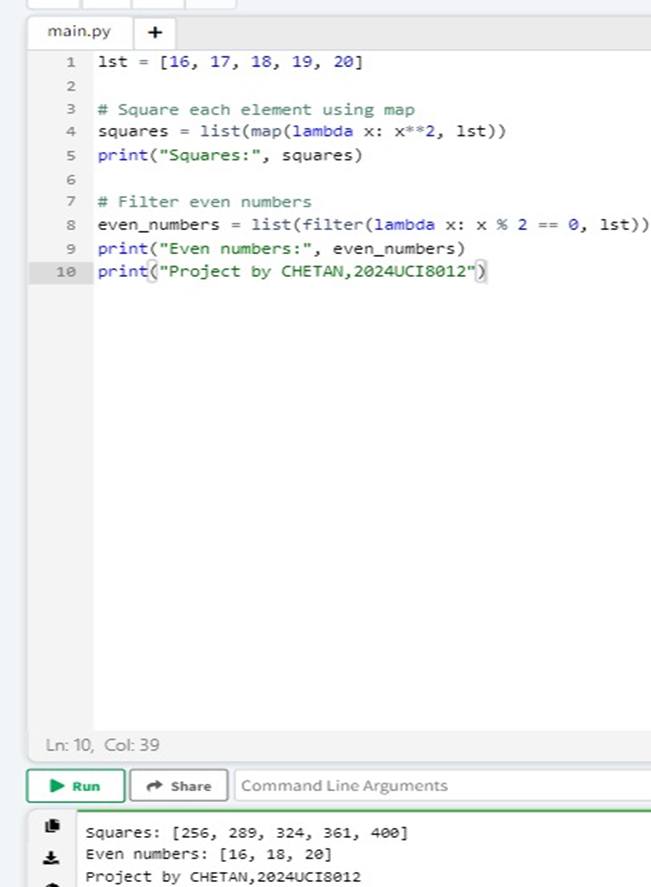 main.py +
1 lst = [16, 17, 18, 19, 20]
2
3 # Square each element using map
4 squares = list(map(lambda x: x**2, lst))
5 print("Squares:", squares)
6
7 # Filter even numbers
8 even_numbers = list(filter(lambda x: x % 2 == 0, lst))
9 print("Even numbers:", even_numbers)
10 print("Project by CHETAN,2024UCI8012")
Ln: 10, Col: 39
Run Share Command Line Arguments
Squares: [256, 289, 324, 361, 400]
Even numbers: [16, 18, 20]
Project by CHETAN,2024UCI8012